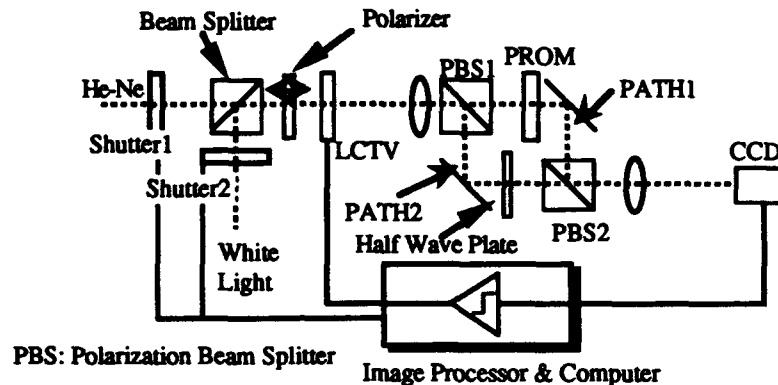 Beam Splitter
Polarizer
He-Ne
PBS1
PROM
PATH1
Shutter1
LCTV
CCD
Shutter2
PATH2
PBS2
Half Wave Plate
White
Light
PBS: Polarization Beam Splitter
Image Processor & Computer